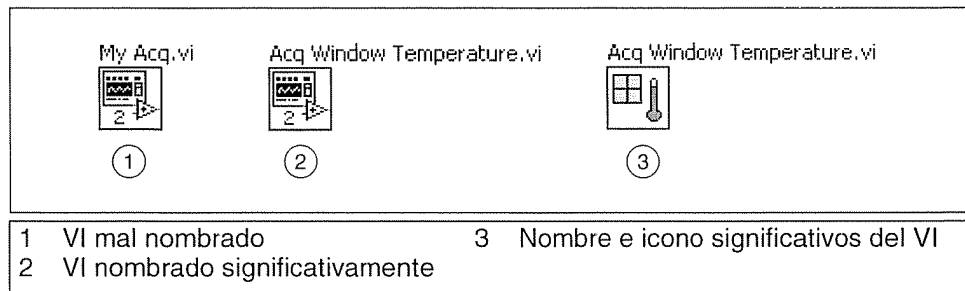 My Acq.vi Acq Window Temperature.vi Acq Window Temperature.vi
2 2
1 2 3
1 VI mal nombrado 3 Nombre e icono significativos del VI
2 VI nombrado significativamente